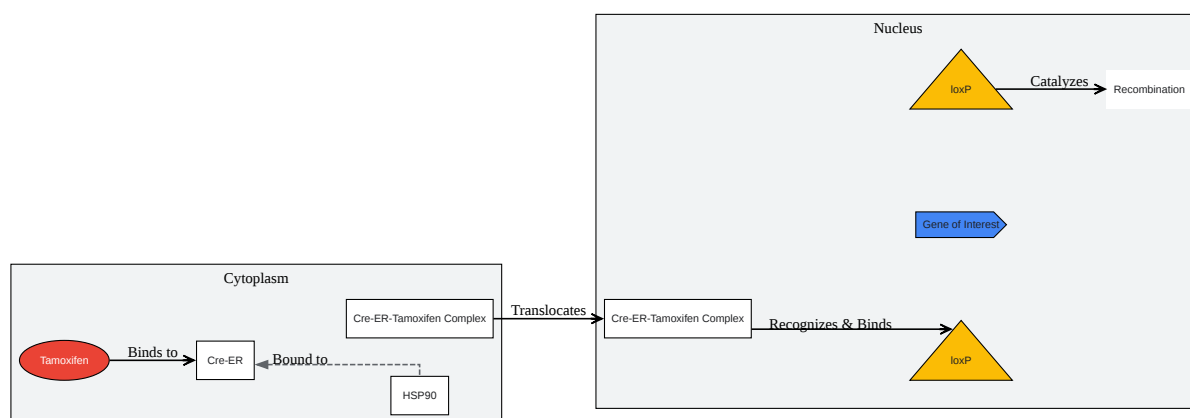 Nucleus
loxP
Catalyzes
Recombination
Gene of Interest
Cytoplasm
Cre-ER-Tamoxifen Complex
Translocates
Cre-ER-Tamoxifen Complex
Recognizes & Binds
loxP
Tamoxifen
Binds to
Cre-ER
Bound to
HSP90